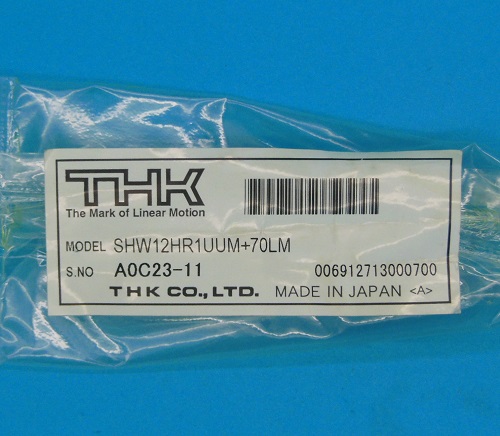 THK
The Mark of Linear Motion
MODEL SHW12HR1UUM+70LM
S.NO A0C23-11 006912713000700
THK CO.,LTD. MADE IN JAPAN <A>